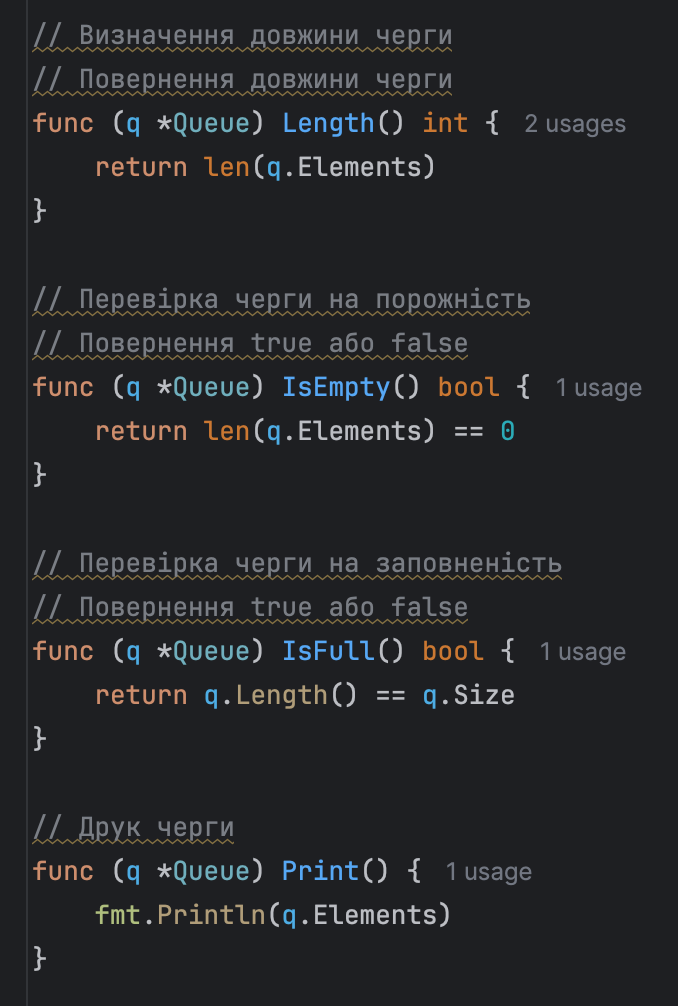 // Визначення довжини черги
// Повернення довжини черги
func (q *Queue) Length() int { 2 usages
    return len(q.Elements)
}

// Перевірка черги на порожність
// Повернення true або false
func (q *Queue) IsEmpty() bool { 1 usage
    return len(q.Elements) == 0
}

// Перевірка черги на заповненість
// Повернення true або false
func (q *Queue) IsFull() bool { 1 usage
    return q.Length() == q.Size
}

// Друк черги
func (q *Queue) Print() { 1 usage
    fmt.Println(q.Elements)
}